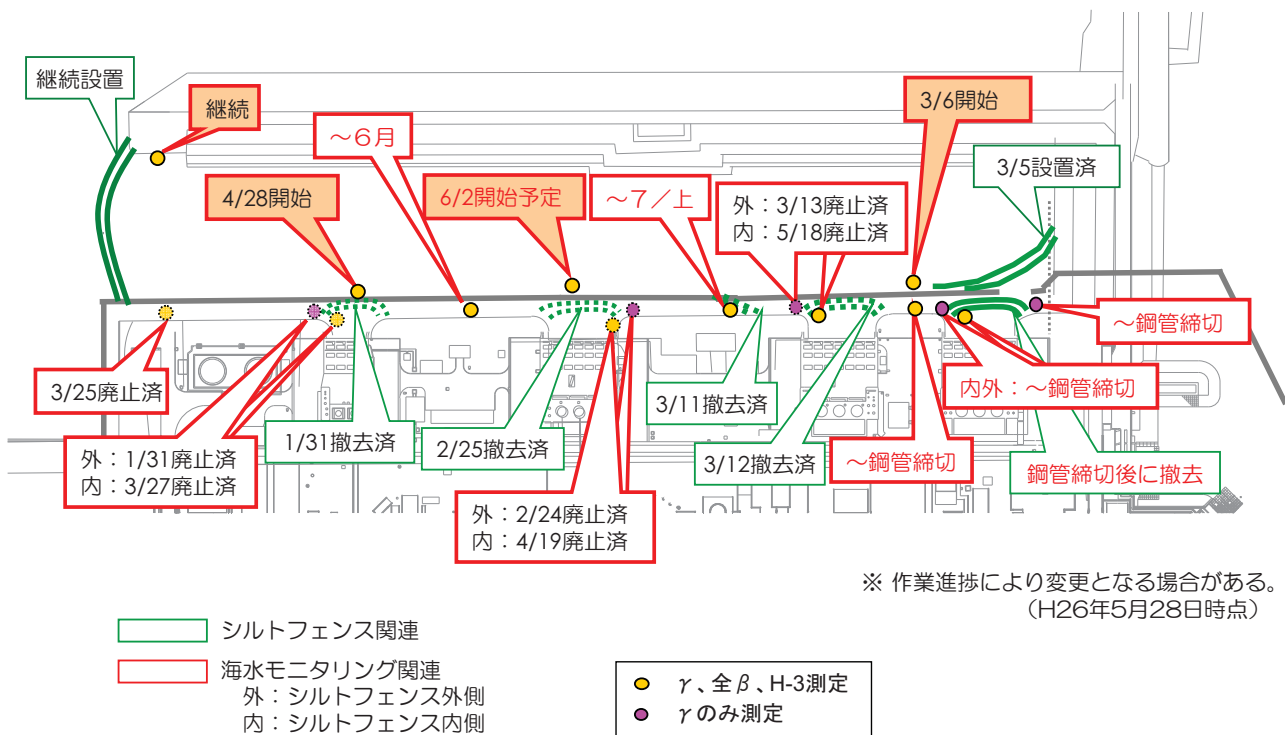 継続設置
継続
～６月
3/6開始
4/28開始
6/2開始予定
～７／上
外：3/13廃止済
内：5/18廃止済
3/5設置済
3/25廃止済
外：1/31廃止済
内：3/27廃止済
1/31撤去済
2/25撤去済
外：2/24廃止済
内：4/19廃止済
3/11撤去済
3/12撤去済
～鋼管締切
内外：～鋼管締切
～鋼管締切
鋼管締切後に撤去
※ 作業進捗により変更となる場合がある。
（H26年5月28日時点）
シルトフェンス関連
海水モニタリング関連
外：シルトフェンス外側
内：シルトフェンス内側
γ、全β、H-3測定
γのみ測定